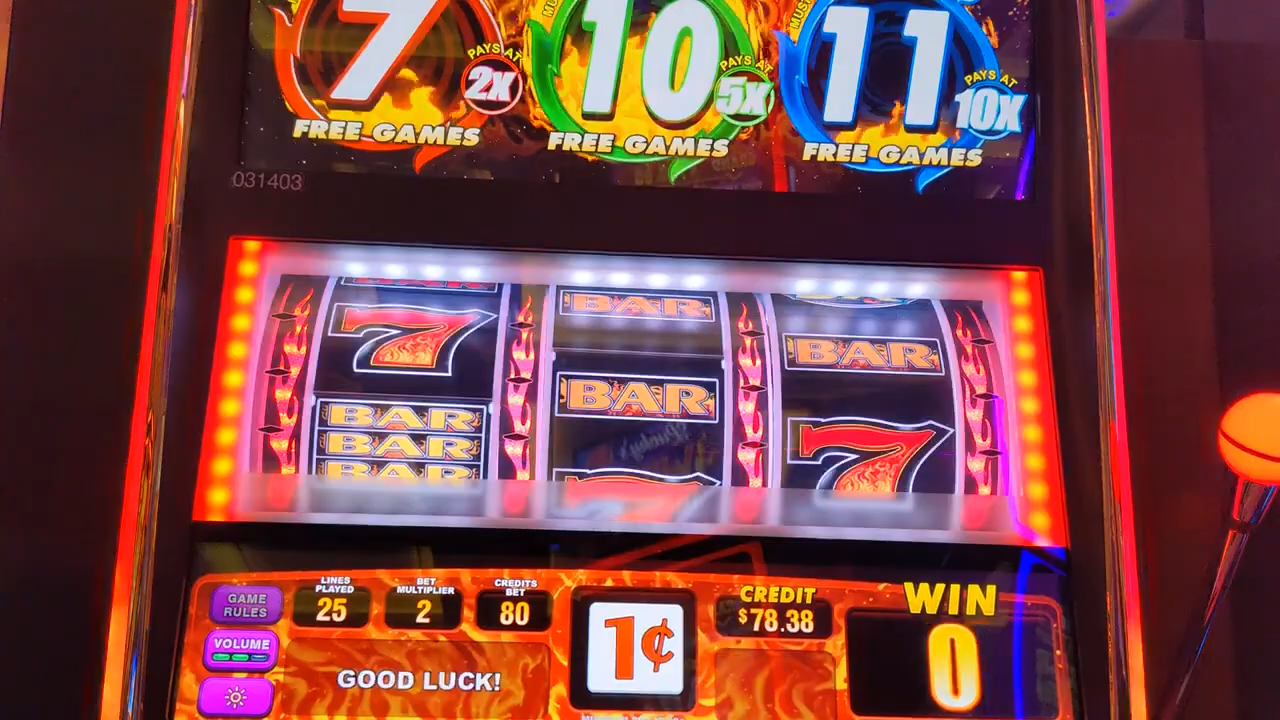 7
PAYS AT
2X
FREE GAMES
10
PAYS AT
5X
FREE GAMES
11
PAYS AT
10X
FREE GAMES
031403
7
BAR
BAR
BAR
BAR
BAR
BAR
7
GAME
RULES
VOLUME
LINES
PLAYED
25
BET
MULTIPLIER
2
CREDITS
BET
80
GOOD LUCK!
1¢
CREDIT
$78.38
WIN
0